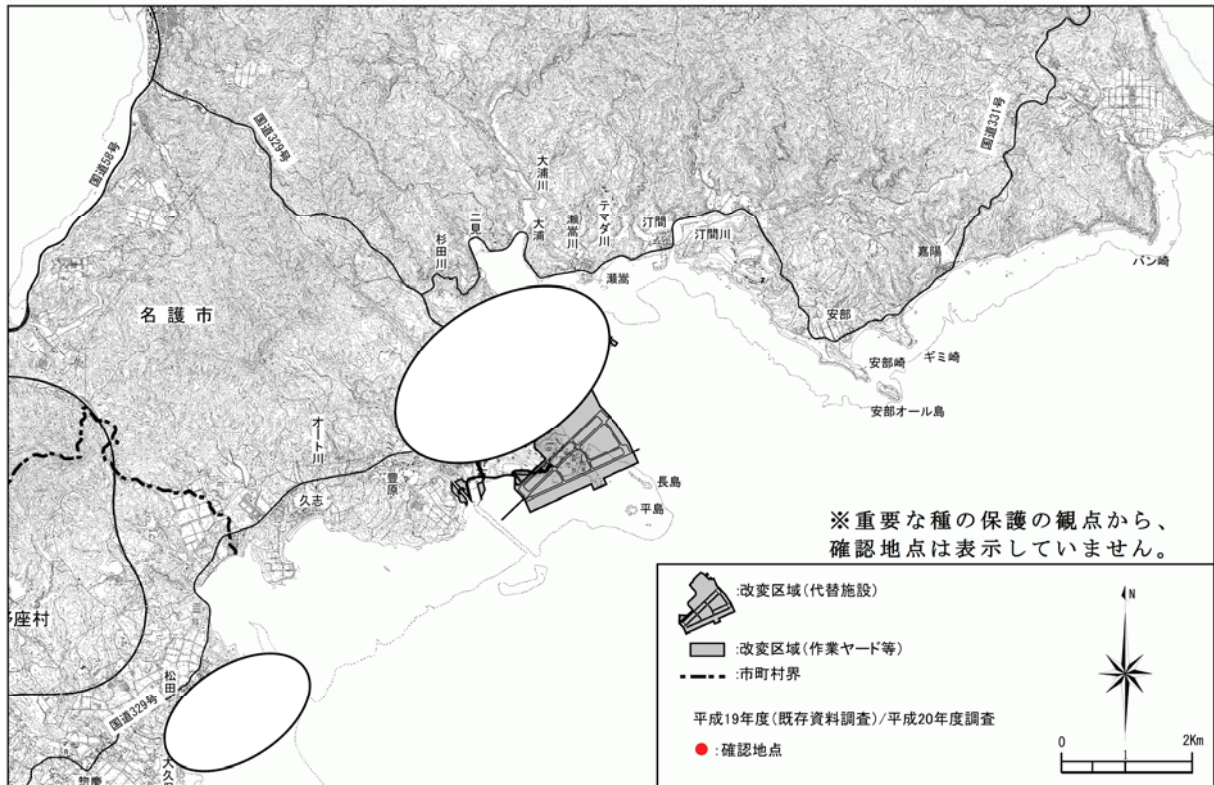 国道58号
国道329号
国道331号
大浦川
二見
杉田川
大浦
瀬嵩川
テマダ川
汀間
汀間川
瀬嵩
嘉陽
バン崎
名護市
安部
安部崎
ギミ崎
安部オール島
オート川
豊原
久志
長島
平島
※重要な種の保護の観点から、
確認地点は表示していません。
座村
松田
国道329号
大久
惣慶
:改変区域(代替施設)
:改変区域(作業ヤード等)
:市町村界
平成19年度(既存資料調査)/平成20年度調査
:確認地点
N
0 1 2Km